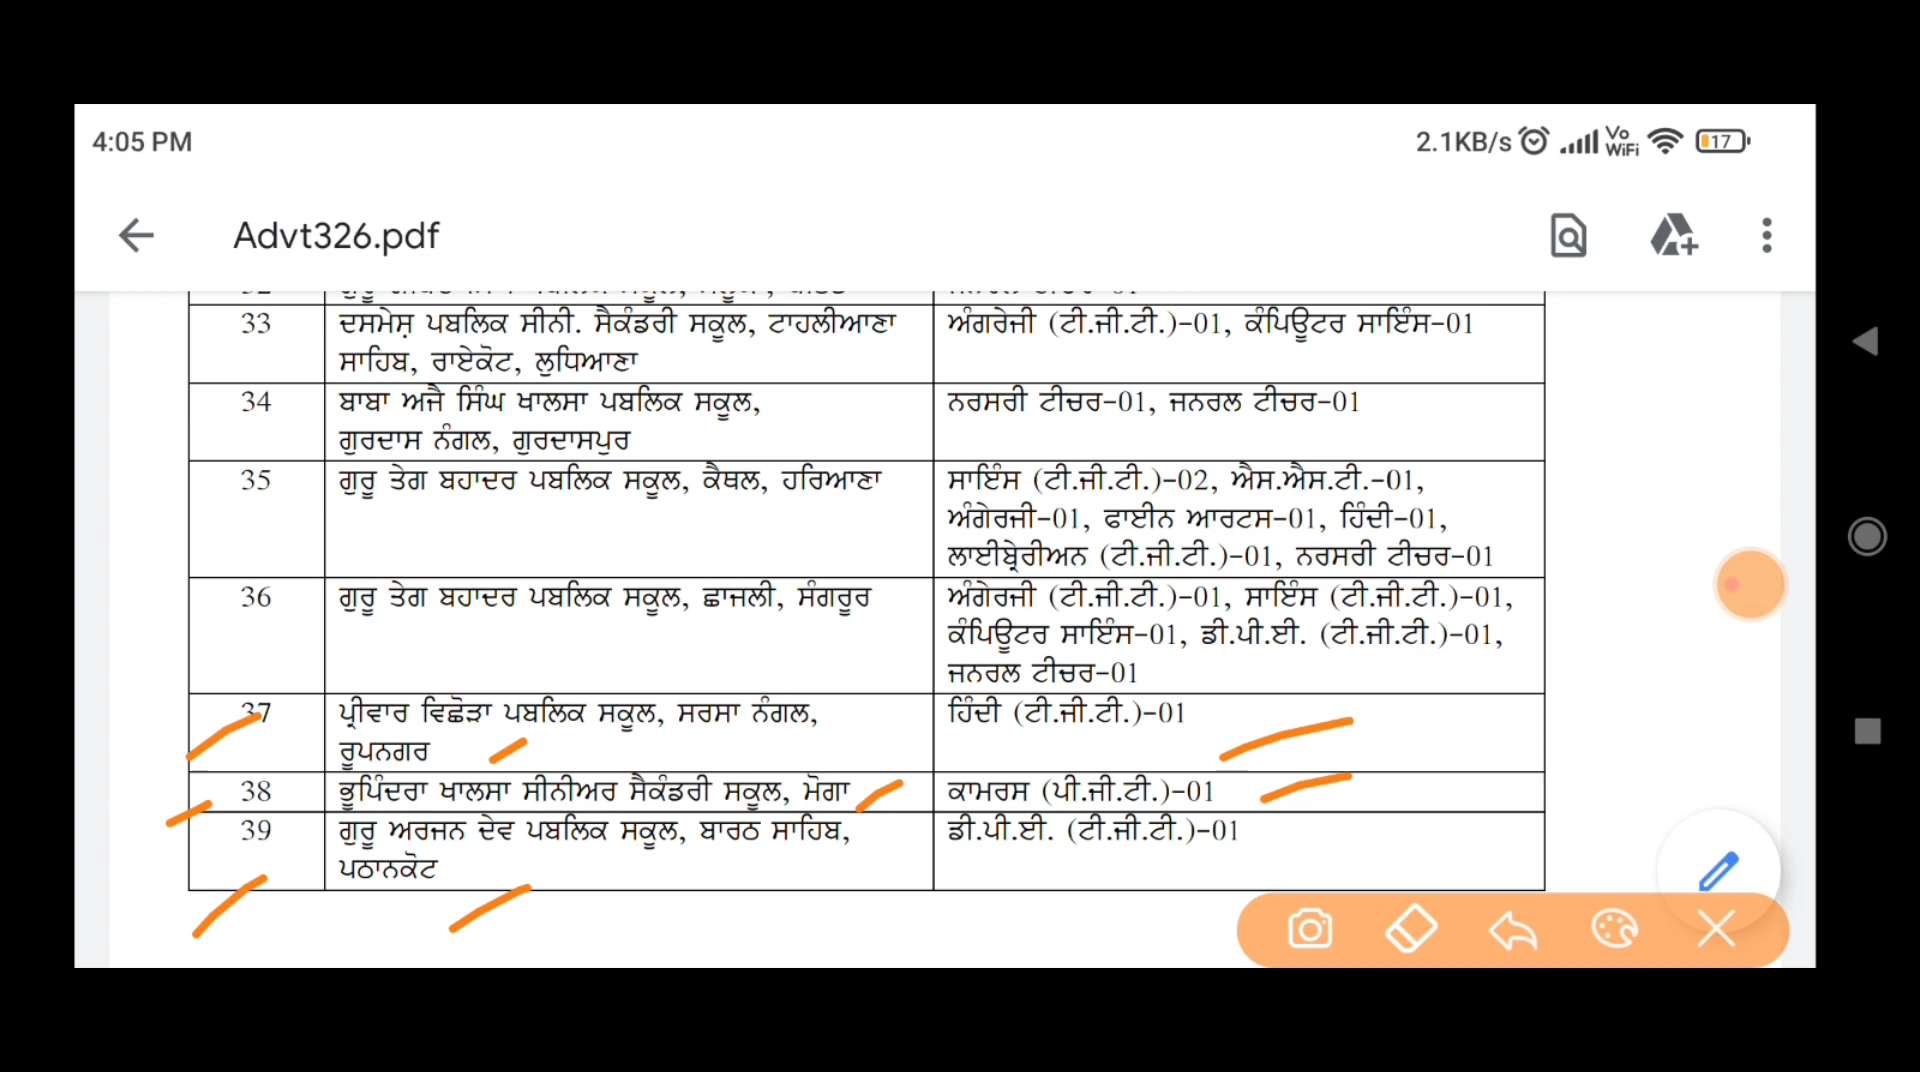 4:05 PM
2.1KB/s Vo WiFi 17
Advt326.pdf
33 ਦਸਮੇਸ਼ ਪਬਲਿਕ ਸੀਨੀ. ਸੈਕੰਡਰੀ ਸਕੂਲ, ਟਾਹਲੀਆਣਾ ਅੰਗਰੇਜੀ (ਟੀ.ਜੀ.ਟੀ.)-01, ਕੰਪਿਊਟਰ ਸਾਇੰਸ-01
ਸਾਹਿਬ, ਰਾਏਕੋਟ, ਲੁਧਿਆਣਾ
34 ਬਾਬਾ ਅਜੈ ਸਿੰਘ ਖਾਲਸਾ ਪਬਲਿਕ ਸਕੂਲ, ਨਰਸਰੀ ਟੀਚਰ-01, ਜਨਰਲ ਟੀਚਰ-01
ਗੁਰਦਾਸ ਨੰਗਲ, ਗੁਰਦਾਸਪੁਰ
35 ਗੁਰੂ ਤੇਗ ਬਹਾਦਰ ਪਬਲਿਕ ਸਕੂਲ, ਕੈਥਲ, ਹਰਿਆਣਾ ਸਾਇੰਸ (ਟੀ.ਜੀ.ਟੀ.)-02, ਐਸ.ਐਸ.ਟੀ.-01,
ਅੰਗੇਰਜੀ-01, ਫਾਈਨ ਆਰਟਸ-01, ਹਿੰਦੀ-01,
ਲਾਈਬ੍ਰੇਰੀਅਨ (ਟੀ.ਜੀ.ਟੀ.)-01, ਨਰਸਰੀ ਟੀਚਰ-01
36 ਗੁਰੂ ਤੇਗ ਬਹਾਦਰ ਪਬਲਿਕ ਸਕੂਲ, ਛਾਜਲੀ, ਸੰਗਰੂਰ ਅੰਗੇਰਜੀ (ਟੀ.ਜੀ.ਟੀ.)-01, ਸਾਇੰਸ (ਟੀ.ਜੀ.ਟੀ.)-01,
ਕੰਪਿਊਟਰ ਸਾਇੰਸ-01, ਡੀ.ਪੀ.ਈ. (ਟੀ.ਜੀ.ਟੀ.)-01,
ਜਨਰਲ ਟੀਚਰ-01
37 ਪ੍ਰੀਵਾਰ ਵਿਛੋੜਾ ਪਬਲਿਕ ਸਕੂਲ, ਸਰਸਾ ਨੰਗਲ, ਹਿੰਦੀ (ਟੀ.ਜੀ.ਟੀ.)-01
ਰੂਪਨਗਰ
38 ਭੂਪਿੰਦਰਾ ਖਾਲਸਾ ਸੀਨੀਅਰ ਸੈਕੰਡਰੀ ਸਕੂਲ, ਮੋਗਾ ਕਾਮਰਸ (ਪੀ.ਜੀ.ਟੀ.)-01
39 ਗੁਰੂ ਅਰਜਨ ਦੇਵ ਪਬਲਿਕ ਸਕੂਲ, ਬਾਰਠ ਸਾਹਿਬ, ਡੀ.ਪੀ.ਈ. (ਟੀ.ਜੀ.ਟੀ.)-01
ਪਠਾਨਕੋਟ